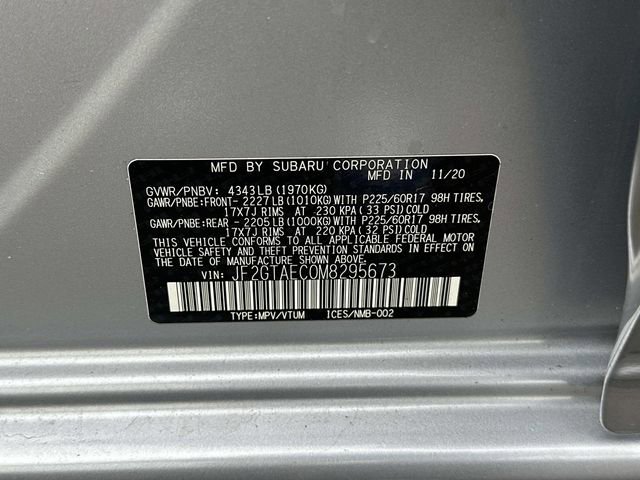 MFD BY SUBARU CORPORATION
MFD IN 11/20
GVWR/PNBV: 4343LB (1970KG)
GAWR/PNBE:FRONT- 2227LB (1010KG)WITH P225/60R17 98H TIRES,
17X7J RIMS AT 230 KPA (33 PSI)COLD
GAWR/PNBE:REAR - 2205LB (1000KG)WITH P225/60R17 98H TIRES,
17X7J RIMS AT 220 KPA (32 PSI)COLD
THIS VEHICLE CONFORMS TO ALL APPLICABLE FEDERAL MOTOR
VEHICLE SAFETY AND THEFT PREVENTION STANDARDS IN EFFECT
ON THE DATE OF MANUFACTURE SHOWN ABOVE.
VIN: JF2GTAEC0M8295673
TYPE:MPV/VTUM ICES/NMB-002